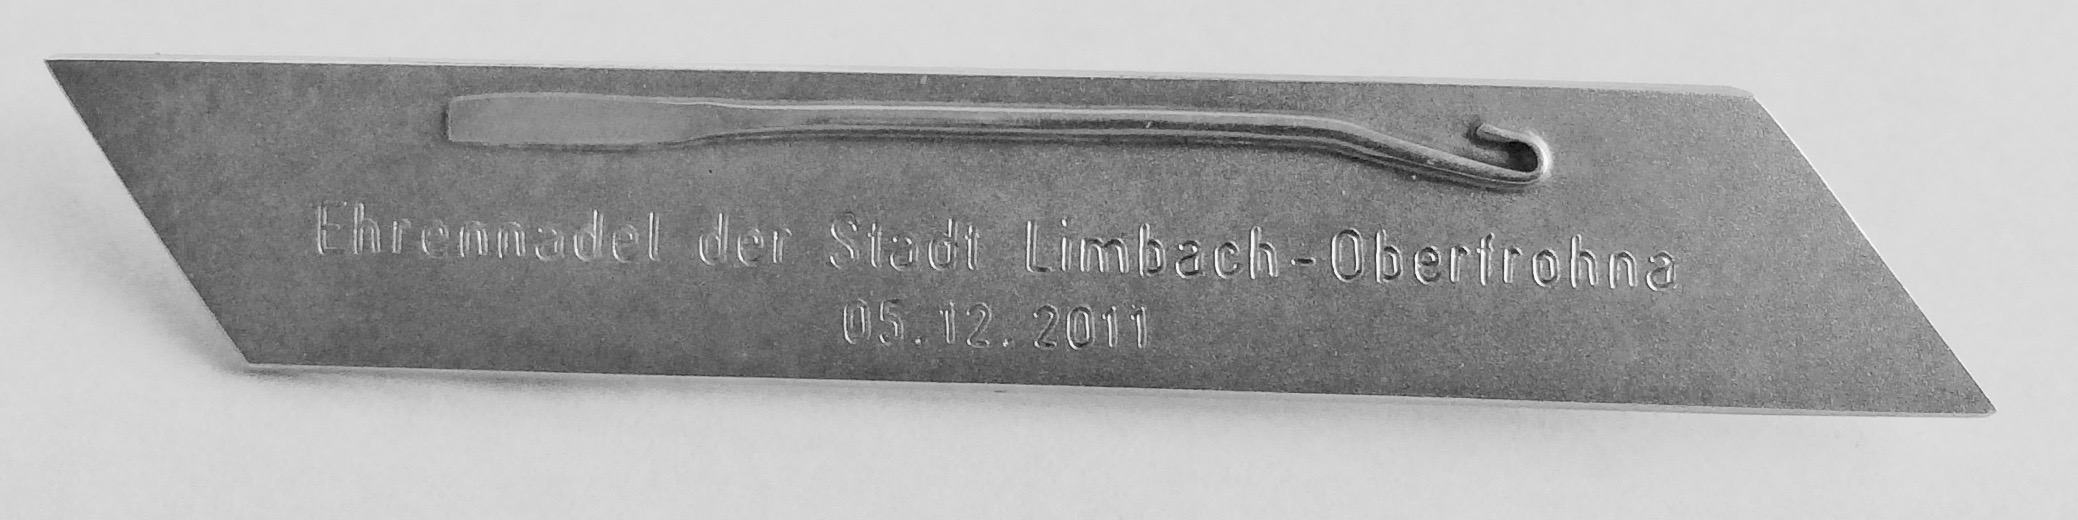 Ehrennadel der Stadt Limbach-Oberfrohna
05.12.2011